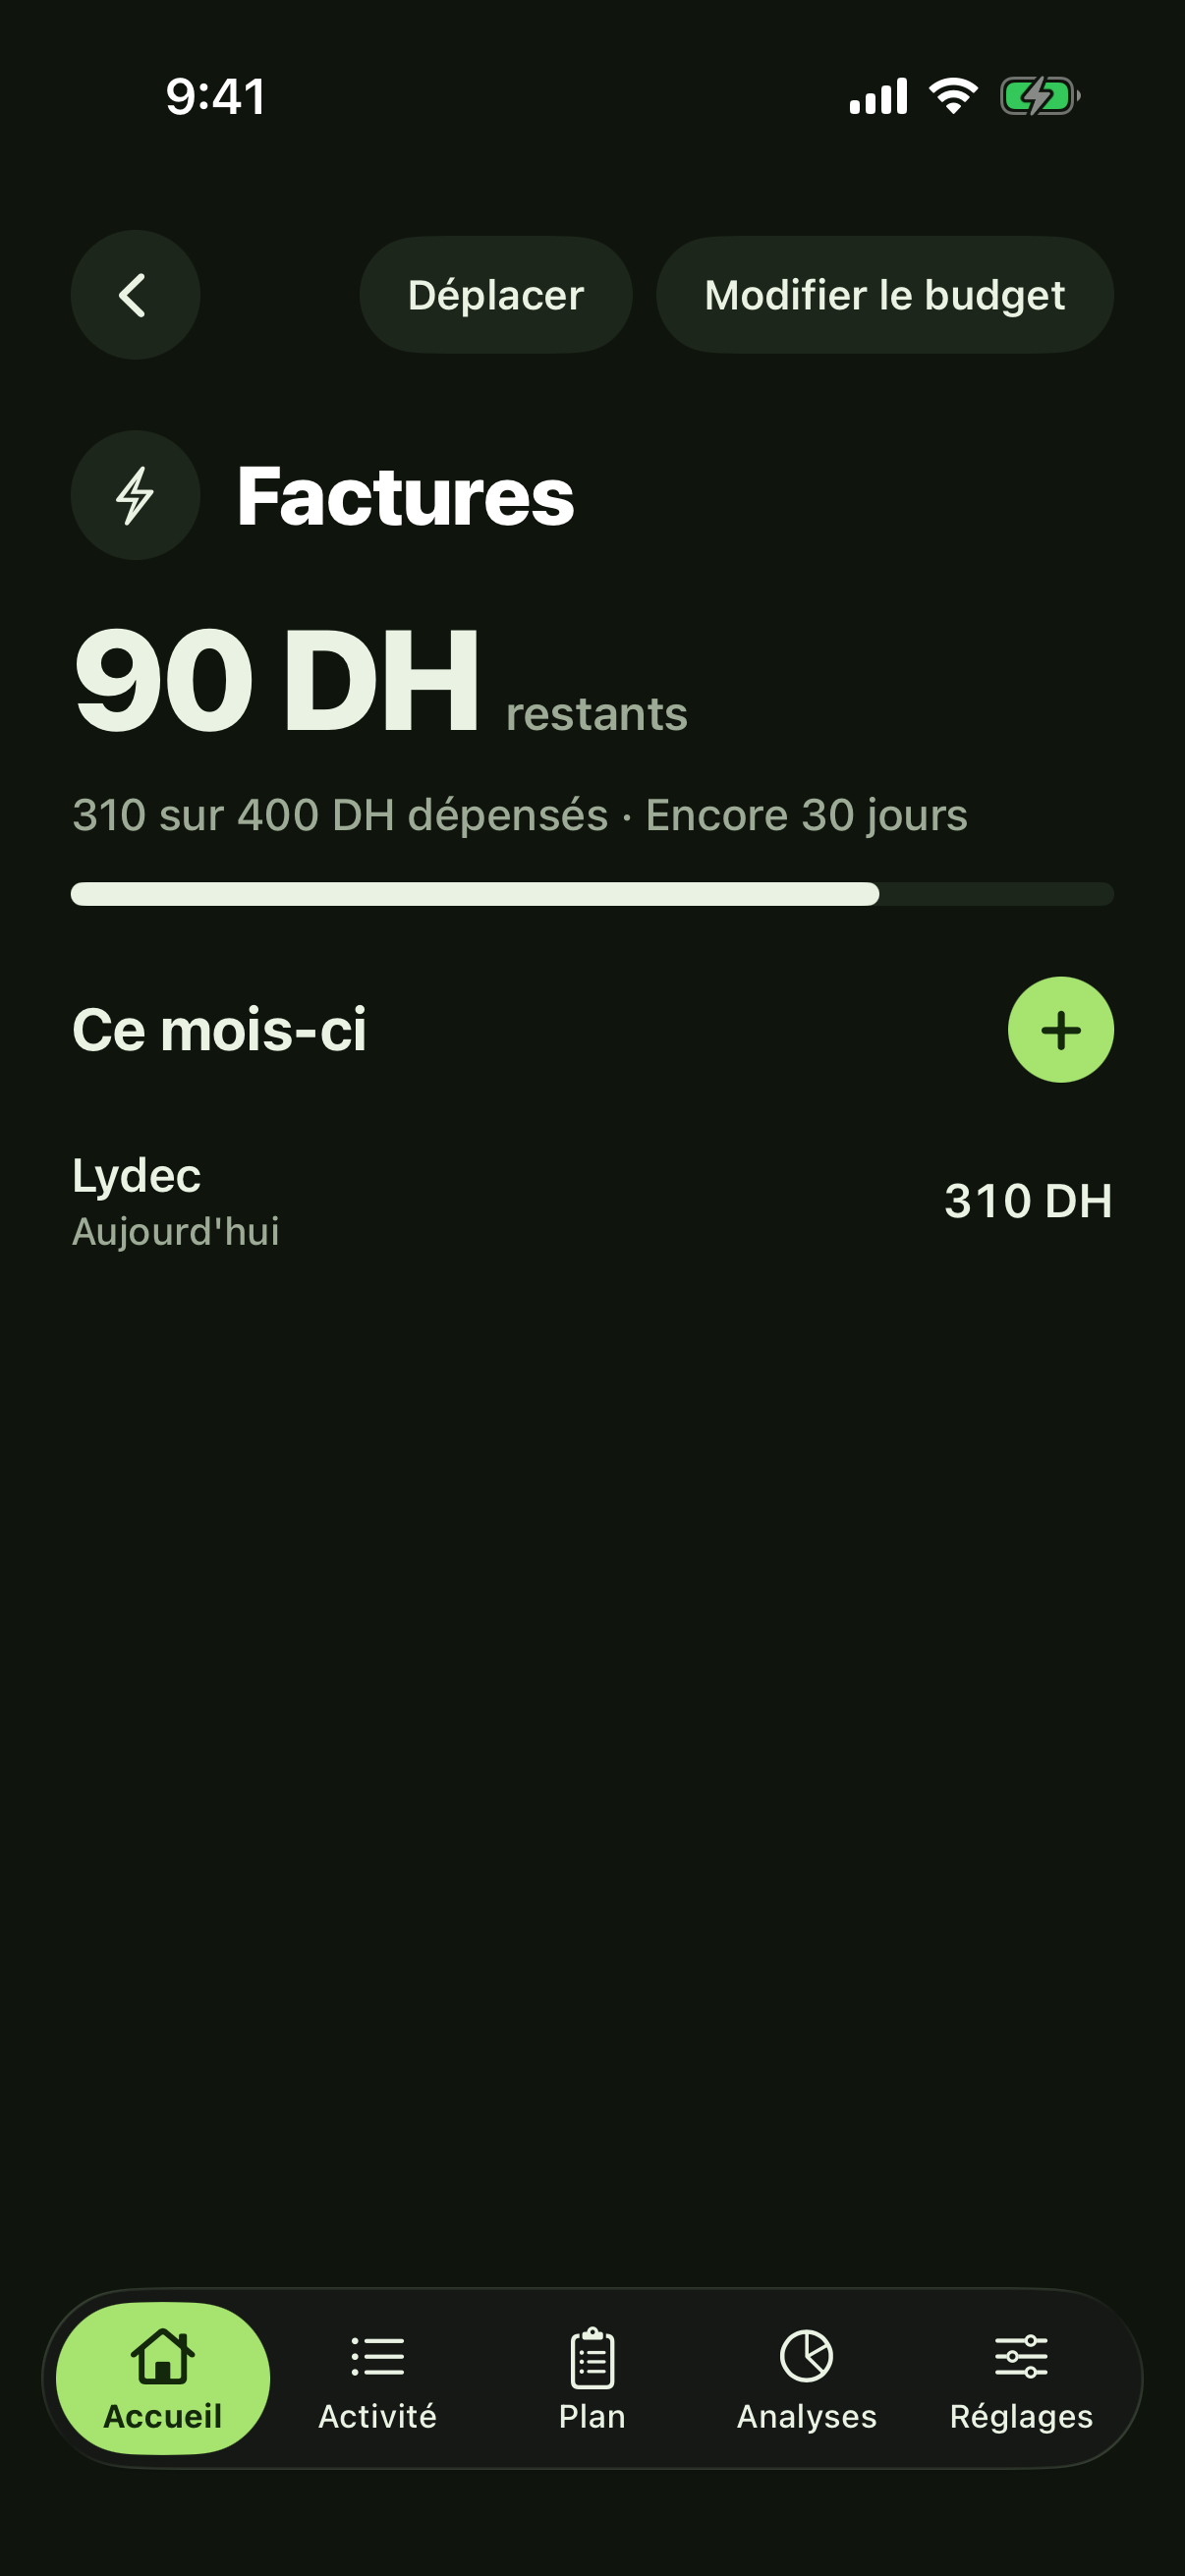 9:41
Déplacer
Modifier le budget
Factures
90 DH restants
310 sur 400 DH dépensés · Encore 30 jours
Ce mois-ci
Lydec
310 DH
Aujourd'hui
Accueil
Activité
Plan
Analyses
Réglages